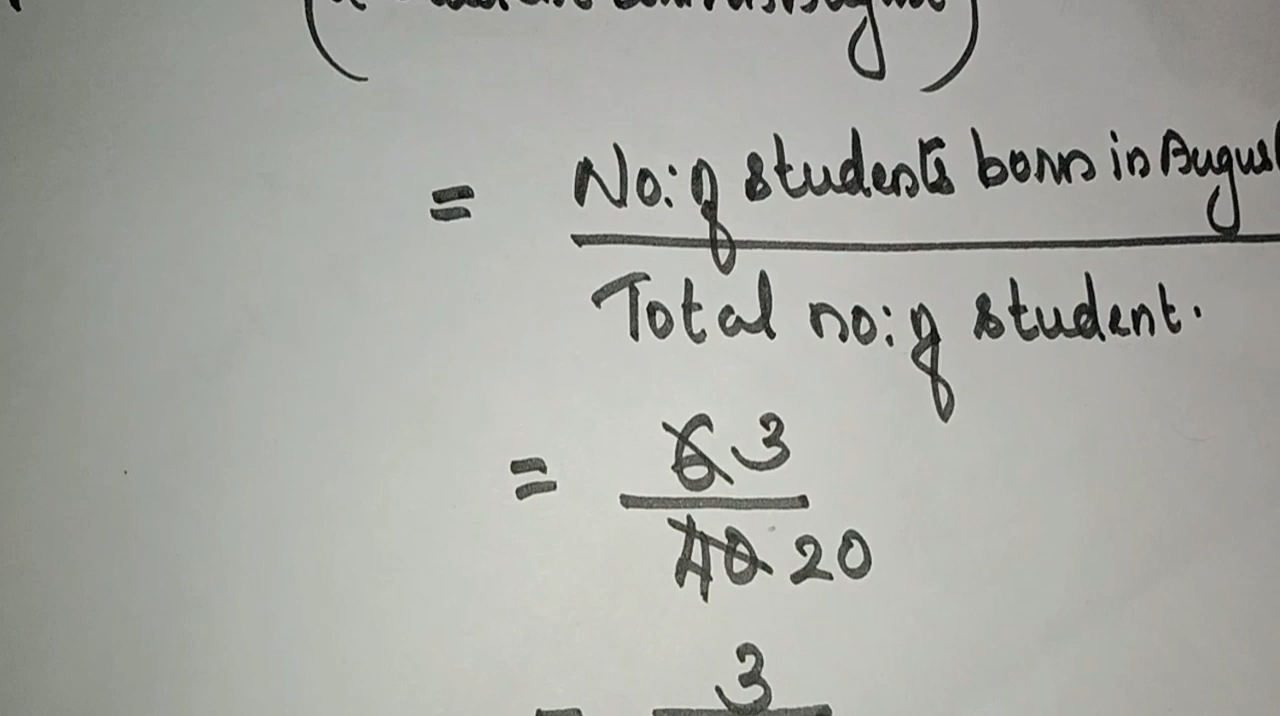 = No: of students born in August
Total no: of student.
= 6 3
40 20
= 3